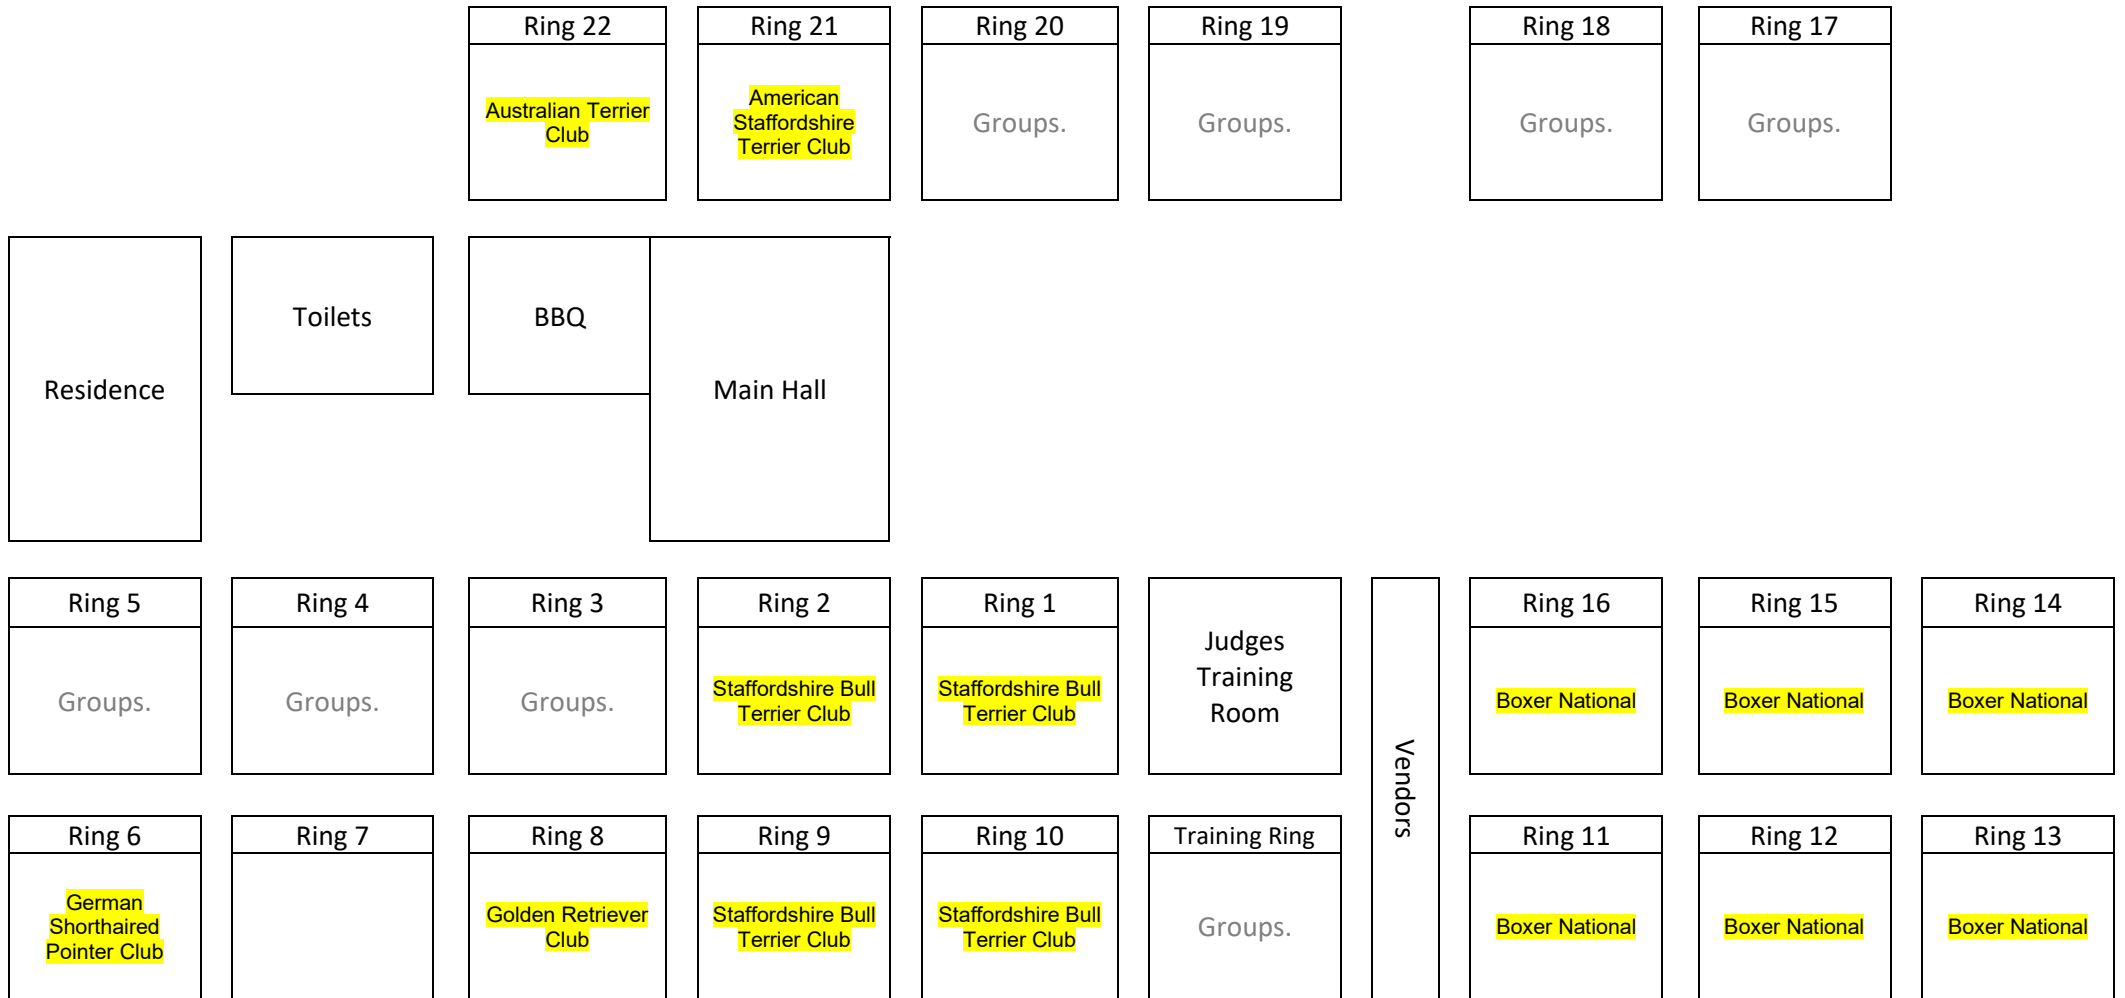 Ring 22
Ring 21
Ring 20
Ring 19
Ring 18
Ring 17
Australian Terrier
Club
American
Staffordshire
Terrier Club
Groups.
Groups.
Groups.
Groups.
Residence
Toilets
BBQ
Main Hall
Ring 5
Ring 4
Ring 3
Ring 2
Ring 1
Judges
Training
Room
Vendors
Ring 16
Ring 15
Ring 14
Groups.
Groups.
Groups.
Staffordshire Bull
Terrier Club
Staffordshire Bull
Terrier Club
Boxer National
Boxer National
Boxer National
Ring 6
Ring 7
Ring 8
Ring 9
Ring 10
Training Ring
Ring 11
Ring 12
Ring 13
German
Shorthaired
Pointer Club
Golden Retriever
Club
Staffordshire Bull
Terrier Club
Staffordshire Bull
Terrier Club
Groups.
Boxer National
Boxer National
Boxer National